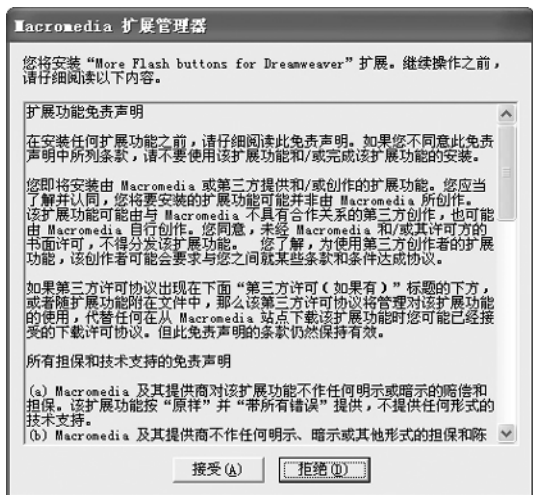 Macromedia 扩展管理器
您将安装“More Flash buttons for Dreamweaver”扩展。继续操作之前，
请仔细阅读以下内容。
扩展功能免责声明
在安装任何扩展功能之前，请仔细阅读此免责声明。如果您不同意此免责
声明中所列条款，请不要使用该扩展功能和/或完成该扩展功能的安装。
您即将安装由 Macromedia 或第三方提供和/或创作的扩展功能。您应当
了解并认同，您将要安装的扩展功能可能并非由 Macromedia 所创作。
该扩展功能可能由与 Macromedia 不具有合作关系的第三方创作，也可能
由 Macromedia 自行创作。您同意，未经 Macromedia 和/或其许可方的
书面许可，不得分发该扩展功能。 您了解，为使用第三方创作者的扩展
功能，该创作者可能会要求与您之间就某些条款和条件达成协议。
如果第三方许可协议出现在下面“第三方许可（如果有）”标题的下方，
或者随扩展功能附在文件中，那么该第三方许可协议将管理对该扩展功能
的使用，代替任何在从 Macromedia 站点下载该扩展功能时您可能已经接
受的下载许可协议。但此免责声明的条款仍然保持有效。
所有担保和技术支持的免责声明
(a) Macromedia 及其提供商对该扩展功能不作任何明示或暗示的赔偿和
担保。该扩展功能按“原样”并“带所有错误”提供，不提供任何形式的
技术支持。
(b) Macromedia 及其提供商不作任何明示、暗示或其他形式的担保和陈
接受(A)
拒绝(D)